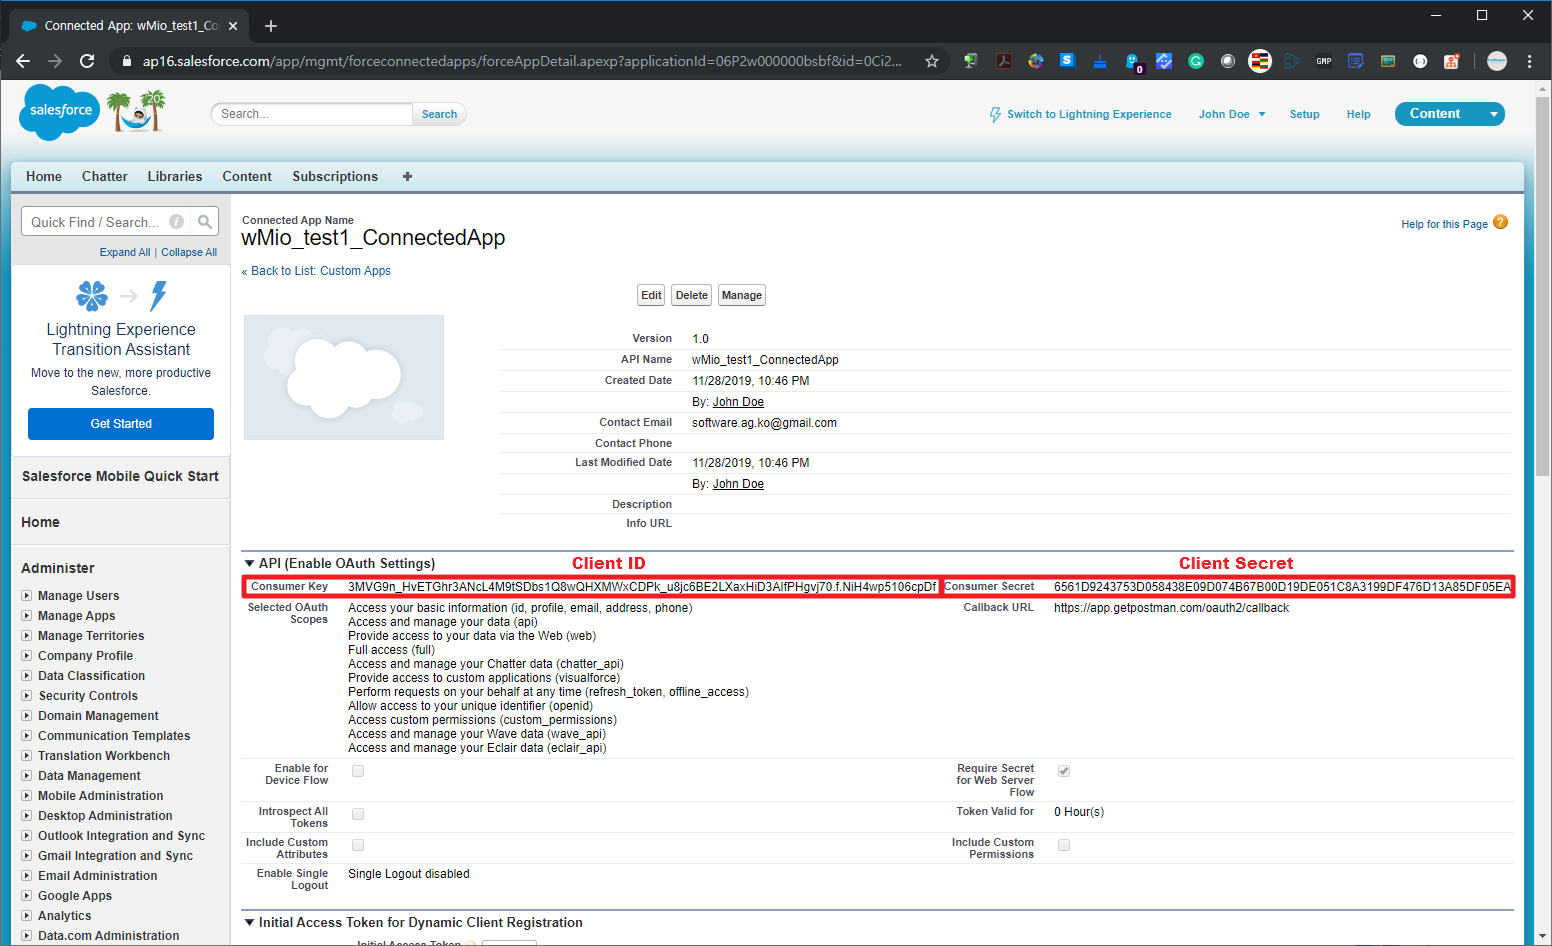 Connected App: wMio_test1_Co
ap16.salesforce.com/app/mgmt/forceconnectedapps/forceAppDetail.apexp?applicationId=06P2w000000bsbf&id=0Ci2...
S
0
G
GMP
salesforce
20
Search...
Search
Switch to Lightning Experience
John Doe
Setup
Help
Content
Home
Chatter
Libraries
Content
Subscriptions
+
Quick Find / Search...
Expand All | Collapse All
Lightning Experience
Transition Assistant
Move to the new, more productive
Salesforce.
Get Started
Salesforce Mobile Quick Start
Home
Administer
Manage Users
Manage Apps
Manage Territories
Company Profile
Data Classification
Security Controls
Domain Management
Communication Templates
Translation Workbench
Data Management
Mobile Administration
Desktop Administration
Outlook Integration and Sync
Gmail Integration and Sync
Email Administration
Google Apps
Analytics
Data.com Administration
Connected App Name
wMio_test1_ConnectedApp
Help for this Page ?
« Back to List: Custom Apps
Edit
Delete
Manage
Version 1.0
API Name wMio_test1_ConnectedApp
Created Date 11/28/2019, 10:46 PM
By: John Doe
Contact Email software.ag.ko@gmail.com
Contact Phone
Last Modified Date 11/28/2019, 10:46 PM
By: John Doe
Description
Info URL
API (Enable OAuth Settings)
Client ID
Client Secret
Consumer Key 3MVG9n_HvETGhr3ANcL4M9tSDbs1Q8wQHXMWxCDPk_u8jc6BE2LXaxHiD3AlfPHgvj70.f.NiH4wp5106cpDf
Consumer Secret 6561D9243753D058438E09D074B67B00D19DE051C8A3199DF476D13A85DF05EA
Selected OAuth Scopes
Access your basic information (id, profile, email, address, phone)
Access and manage your data (api)
Provide access to your data via the Web (web)
Full access (full)
Access and manage your Chatter data (chatter_api)
Provide access to custom applications (visualforce)
Perform requests on your behalf at any time (refresh_token, offline_access)
Allow access to your unique identifier (openid)
Access custom permissions (custom_permissions)
Access and manage your Wave data (wave_api)
Access and manage your Eclair data (eclair_api)
Callback URL https://app.getpostman.com/oauth2/callback
Enable for
Device Flow
Require Secret
for Web Server
Flow
Introspect All
Tokens
Token Valid for 0 Hour(s)
Include Custom
Attributes
Include Custom
Permissions
Enable Single
Logout
Single Logout disabled
Initial Access Token for Dynamic Client Registration
Initial Access Token